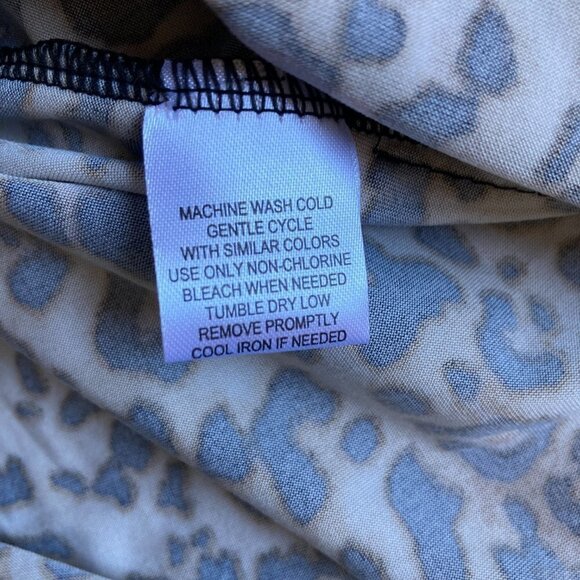 MACHINE WASH COLD
GENTLE CYCLE
WITH SIMILAR COLORS
USE ONLY NON-CHLORINE
BLEACH WHEN NEEDED
TUMBLE DRY LOW
REMOVE PROMPTLY
COOL IRON IF NEEDED